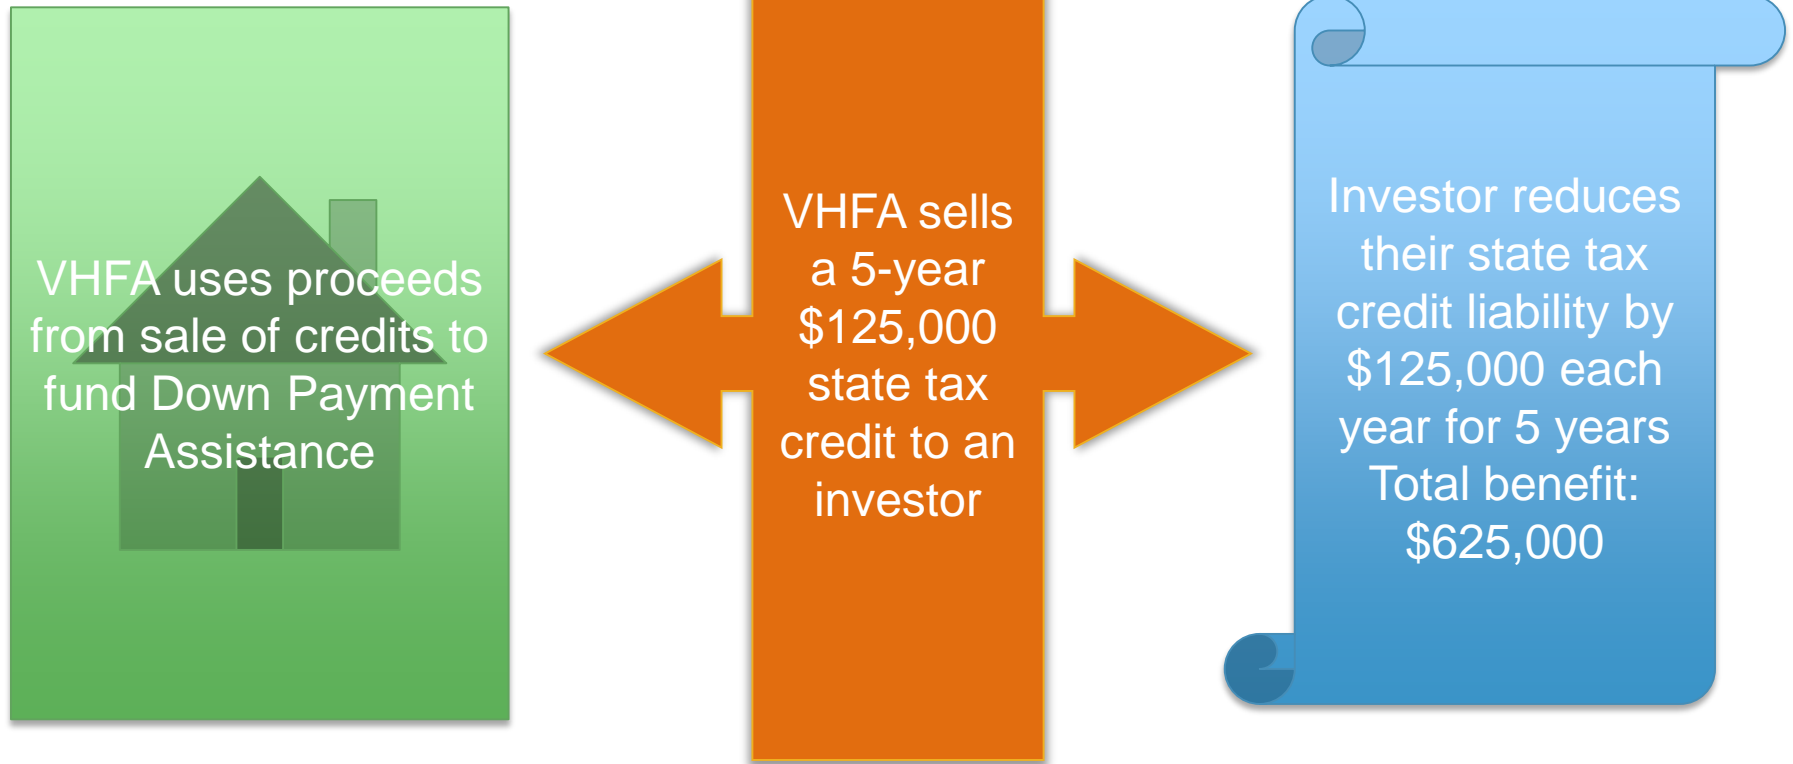 VHFA uses proceeds
from sale of credits to
fund Down Payment
Assistance
VHFA sells
a 5-year
$125,000
state tax
credit to an
investor
Investor reduces
their state tax
credit liability by
$125,000 each
year for 5 years
Total benefit:
$625,000